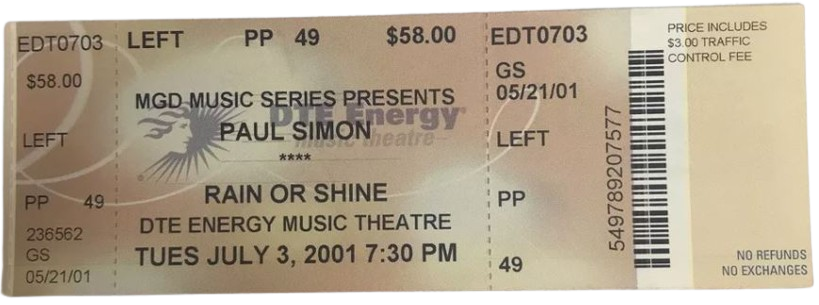 EDT0703
$58.00
LEFT
PP 49
236562
GS
05/21/01
LEFT PP 49 $58.00
MGD MUSIC SERIES PRESENTS
DTE Energy®
music theatre
PAUL SIMON
****
RAIN OR SHINE
DTE ENERGY MUSIC THEATRE
TUES JULY 3, 2001 7:30 PM
EDT0703
GS
05/21/01
LEFT
PP
49
549789207577
PRICE INCLUDES
$3.00 TRAFFIC
CONTROL FEE
NO REFUNDS
NO EXCHANGES